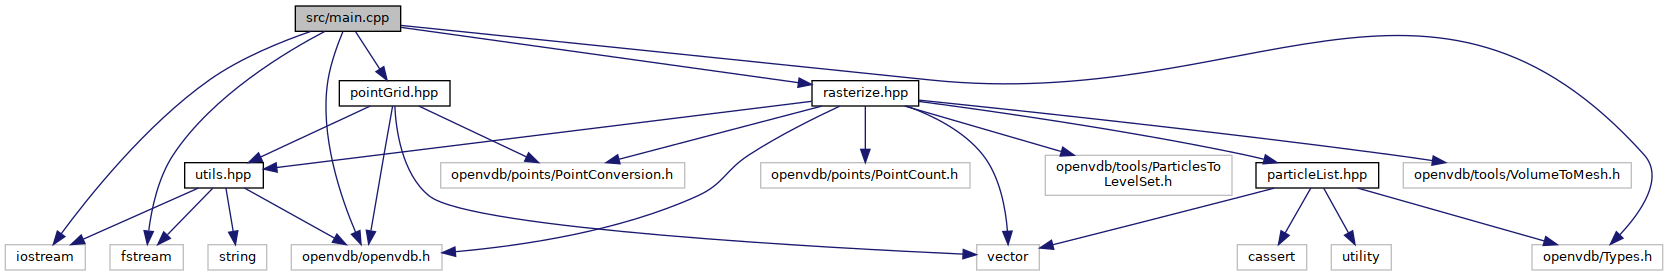 src/main.cpp
pointGrid.hpp
rasterize.hpp
utils.hpp
openvdb/points/PointConversion.h
openvdb/points/PointCount.h
openvdb/tools/ParticlesTo
LevelSet.h
particleList.hpp
openvdb/tools/VolumeToMesh.h
iostream
fstream
string
openvdb/openvdb.h
vector
cassert
utility
openvdb/Types.h